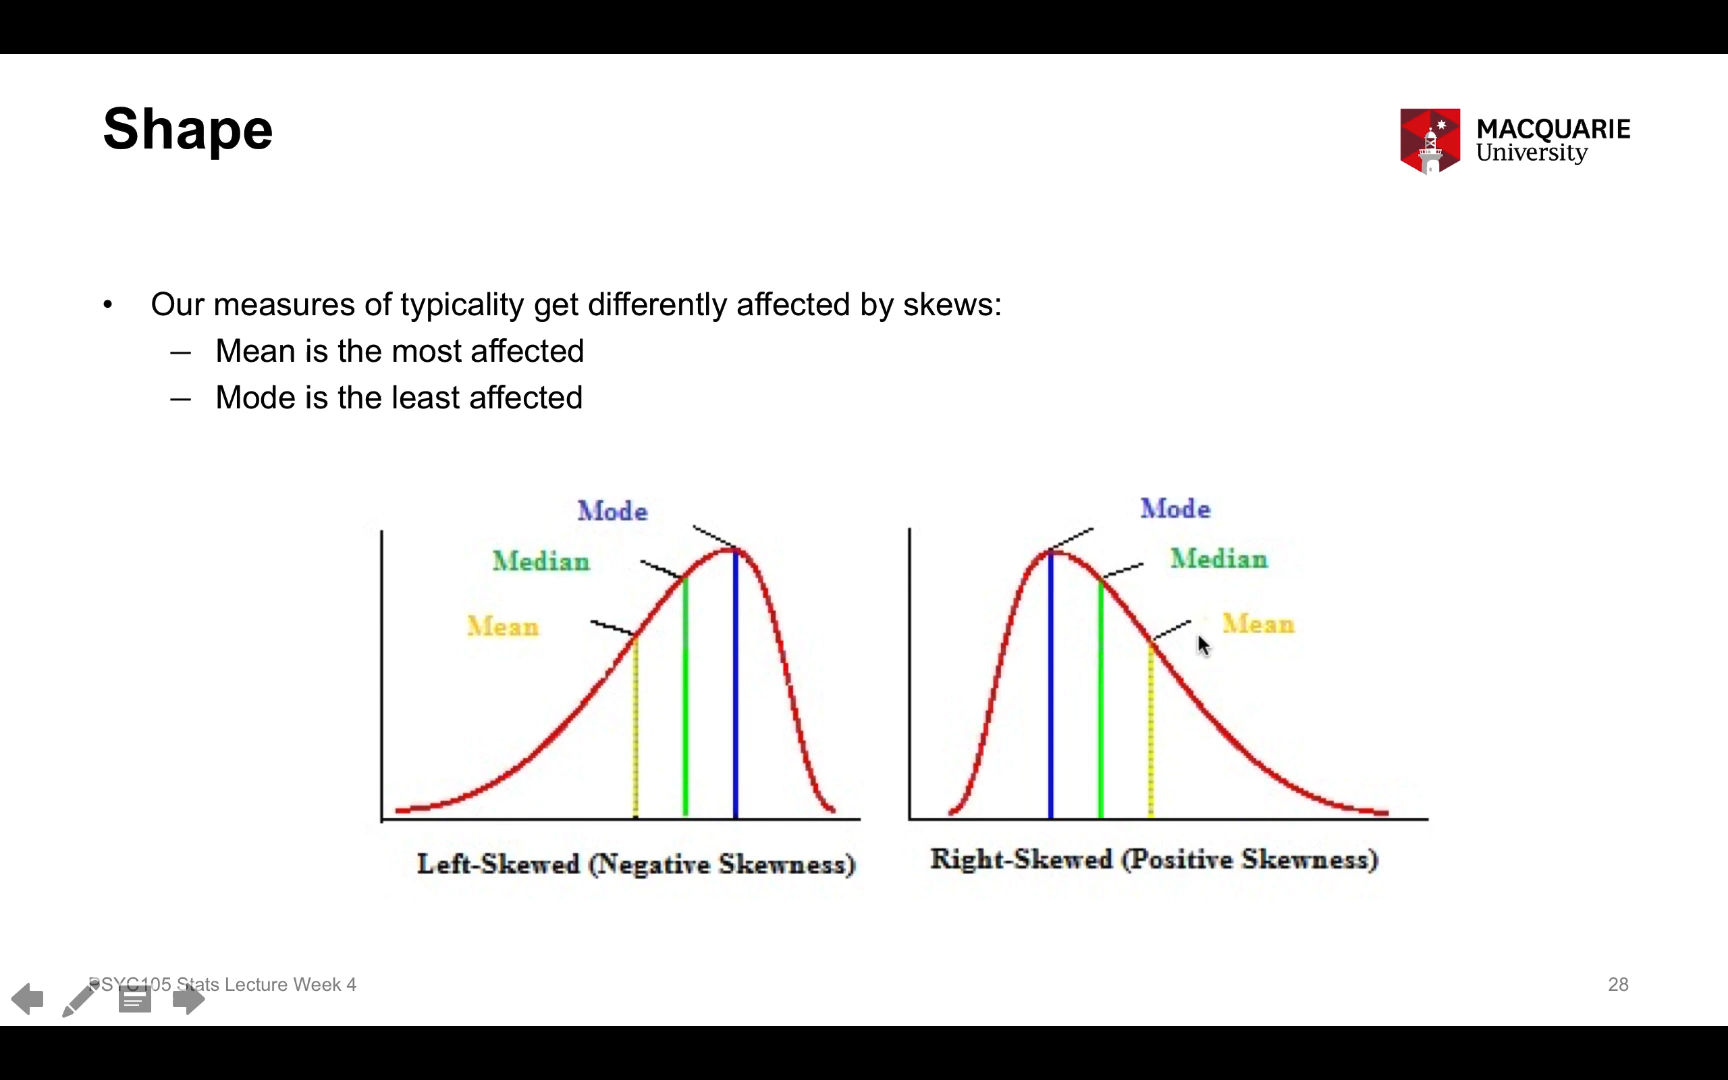 Shape
MACQUARIE
University
• Our measures of typicality get differently affected by skews:
– Mean is the most affected
– Mode is the least affected
Mode
Median
Mean
Left-Skewed (Negative Skewness)
Mode
Median
Mean
Right-Skewed (Positive Skewness)
PSYC105 Stats Lecture Week 4
28